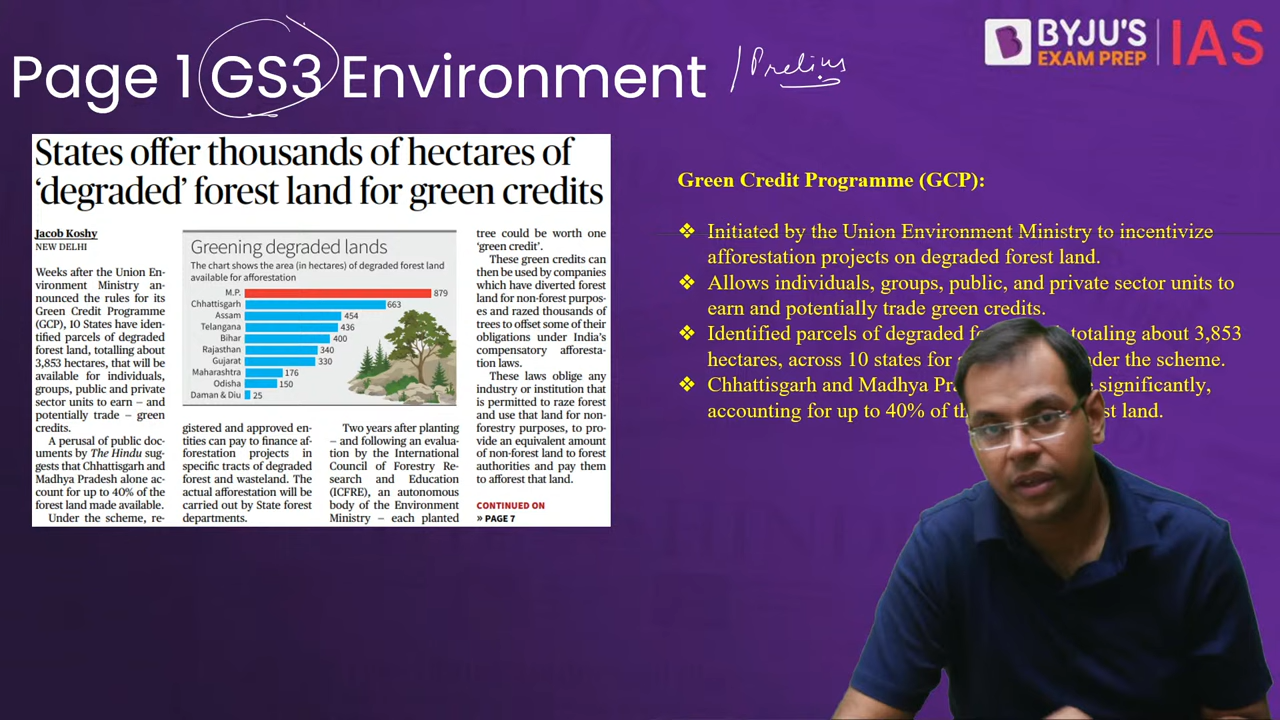 Page 1 GS3 Environment
/Prelims
BYJU'S
EXAM PREP
IAS
States offer thousands of hectares of
‘degraded’ forest land for green credits
Jacob Koshy
NEW DELHI
Weeks after the Union En-
vironment Ministry an-
nounced the rules for its
Green Credit Programme
(GCP), 10 States have iden-
tified parcels of degraded
forest land, totalling about
3,853 hectares, that will be
available for individuals,
groups, public and private
sector units to earn – and
potentially trade – green
credits.
A perusal of public doc-
uments by The Hindu sug-
gests that Chhattisgarh and
Madhya Pradesh alone ac-
count for up to 40% of the
forest land made available.
Under the scheme, re-
Greening degraded lands
The chart shows the area (in hectares) of degraded forest land
available for afforestation
M.P. 879
Chhattisgarh 663
Assam 454
Telangana 436
Bihar 400
Rajasthan 340
Gujarat 330
Maharashtra 176
Odisha 150
Daman & Diu 25
gistered and approved en-
tities can pay to finance af-
forestation projects in
specific tracts of degraded
forest and wasteland. The
actual afforestation will be
carried out by State forest
departments.
Two years after planting
– and following an evalua-
tion by the International
Council of Forestry Re-
search and Education
(ICFRE), an autonomous
body of the Environment
Ministry – each planted
tree could be worth one
‘green credit’.
These green credits can
then be used by companies
which have diverted forest
land for non-forest purpos-
es and razed thousands of
trees to offset some of their
obligations under India’s
compensatory afforesta-
tion laws.
These laws oblige any
industry or institution that
is permitted to raze forest
and use that land for non-
forestry purposes, to pro-
vide an equivalent amount
of non-forest land to forest
authorities and pay them
to afforest that land.
CONTINUED ON
» PAGE 7
Green Credit Programme (GCP):
❖ Initiated by the Union Environment Ministry to incentivize
afforestation projects on degraded forest land.
❖ Allows individuals, groups, public, and private sector units to
earn and potentially trade green credits.
❖ Identified parcels of degraded totaling about 3,853
hectares, across 10 states for under the scheme.
❖ Chhattisgarh and Madhya significantly,
accounting for up to 40% of land.